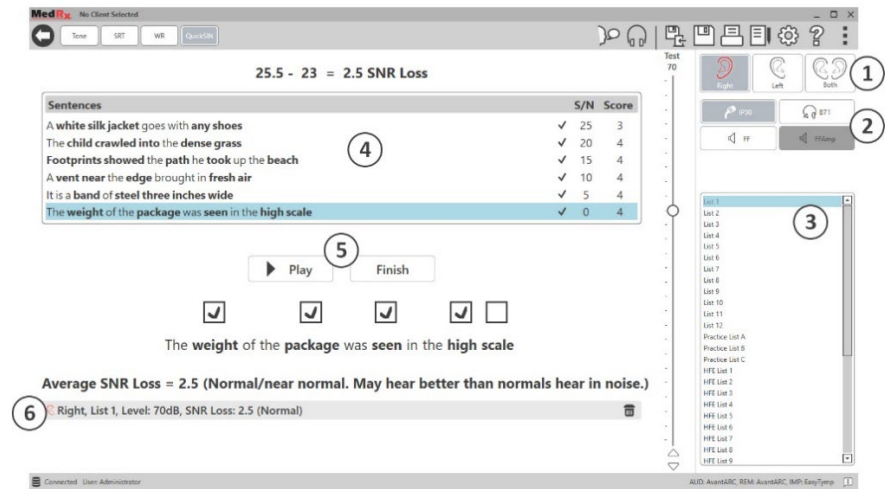 MedRx No Client Selected
Tone SRT WR QuickSIN
Test
70
25.5 - 23 = 2.5 SNR Loss
Sentences S/N Score
A white silk jacket goes with any shoes 25 3
The child crawled into the dense grass 20 4
Footprints showed the path he took up the beach 15 4
A vent near the edge brought in fresh air 10 4
It is a band of steel three inches wide 5 4
The weight of the package was seen in the high scale 0 4
4
5
Play Finish
The weight of the package was seen in the high scale
Average SNR Loss = 2.5 (Normal/near normal. May hear better than normals hear in noise.)
6
Right, List 1, Level: 70dB, SNR Loss: 2.5 (Normal)
Right Left Both
1
IP30 B71
2
FF FFAmp
3
List 1
List 2
List 3
List 4
List 5
List 6
List 7
List 8
List 9
List 10
List 11
List 12
Practice List A
Practice List B
Practice List C
HFE List 1
HFE List 2
HFE List 3
HFE List 4
HFE List 5
HFE List 6
HFE List 7
HFE List 8
HFE List 9
Connected User: Administrator
AUD: AvantARC, REM: AvantARC, IMP: EasyTymp